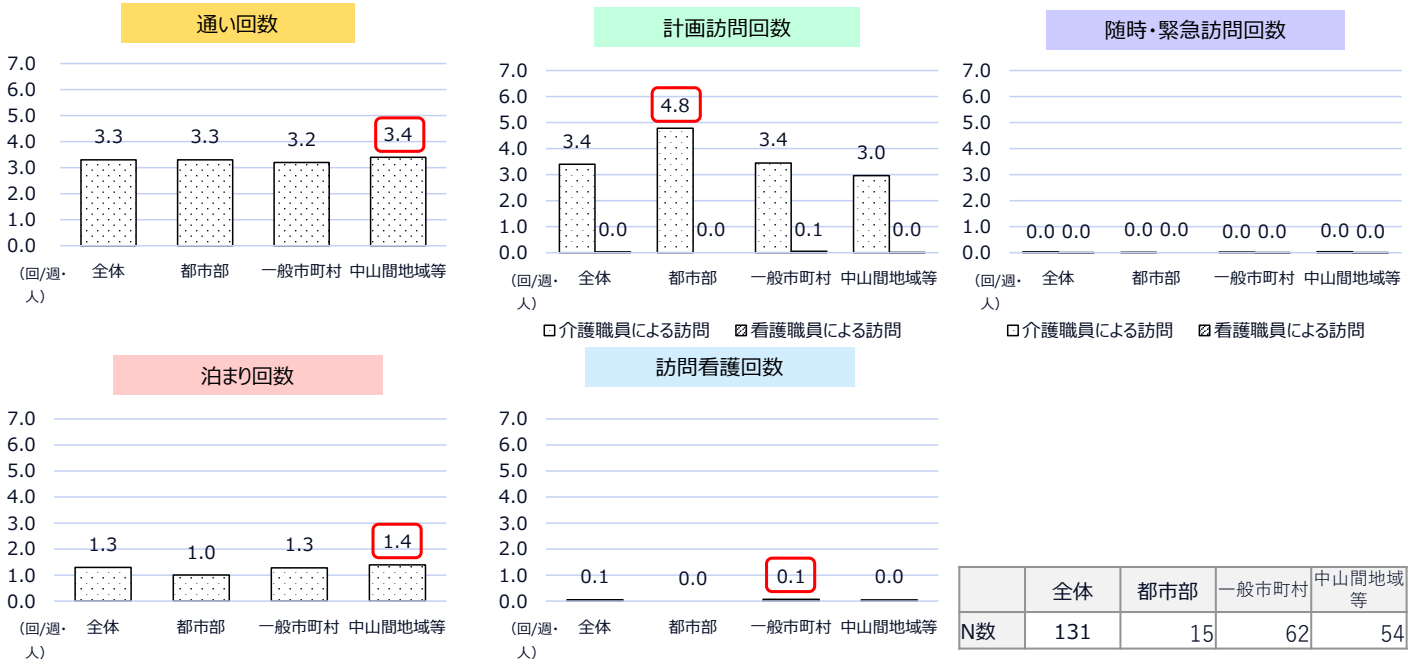 通い回数
7.0
6.0
5.0
4.0
3.0
2.0
1.0
0.0
3.3
3.3
3.2
3.4
(回/週・人)
全体
都市部
一般市町村
中山間地域等
計画訪問回数
7.0
6.0
5.0
4.0
3.0
2.0
1.0
0.0
3.4
0.0
4.8
0.0
3.4
0.1
3.0
0.0
(回/週・人)
全体
都市部
一般市町村
中山間地域等
介護職員による訪問
看護職員による訪問
随時・緊急訪問回数
7.0
6.0
5.0
4.0
3.0
2.0
1.0
0.0
0.0 0.0
0.0 0.0
0.0 0.0
0.0 0.0
(回/週・人)
全体
都市部
一般市町村
中山間地域等
介護職員による訪問
看護職員による訪問
泊まり回数
7.0
6.0
5.0
4.0
3.0
2.0
1.0
0.0
1.3
1.0
1.3
1.4
(回/週・人)
全体
都市部
一般市町村
中山間地域等
訪問看護回数
7.0
6.0
5.0
4.0
3.0
2.0
1.0
0.0
0.1
0.0
0.1
0.0
(回/週・人)
全体
都市部
一般市町村
中山間地域等
全体 都市部 一般市町村 中山間地域等
N数 131 15 62 54